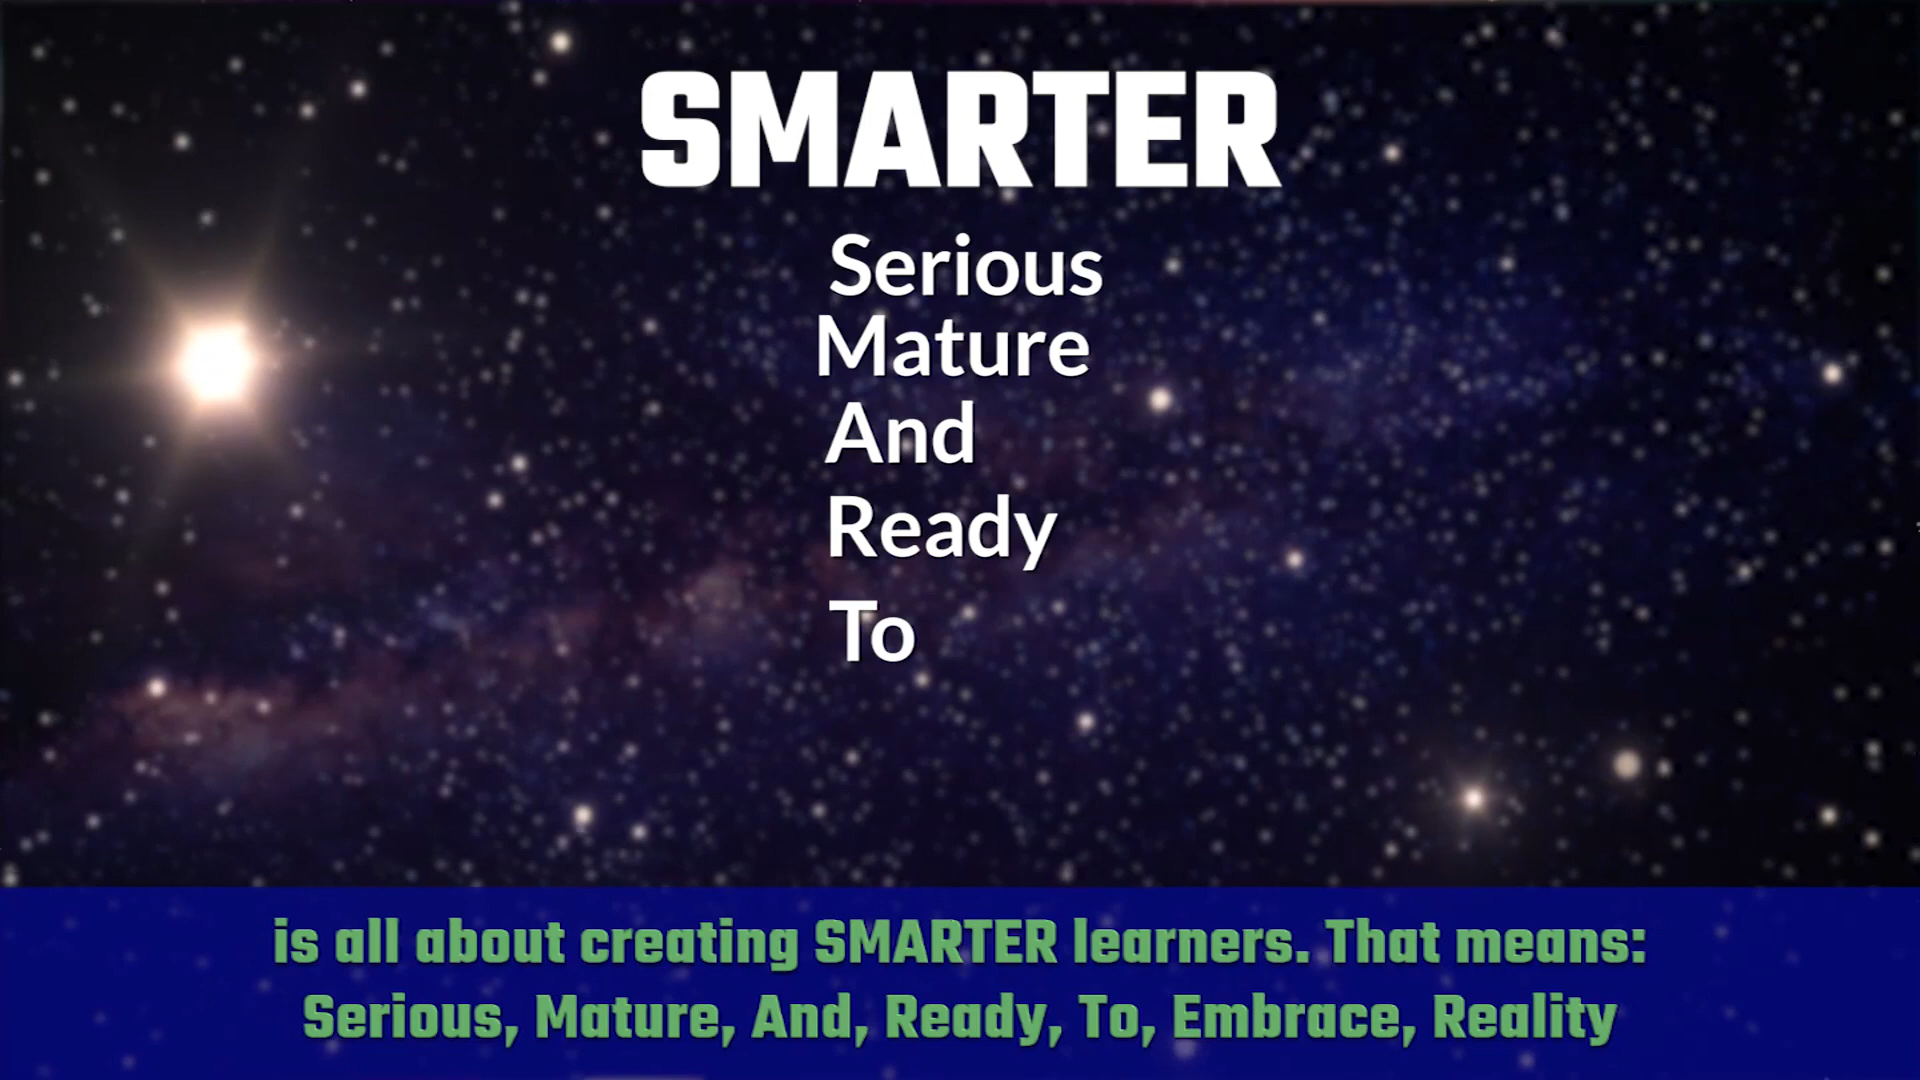 SMARTER
Serious
Mature
And
Ready
To
is all about creating SMARTER learners. That means:
Serious, Mature, And, Ready, To, Embrace, Reality